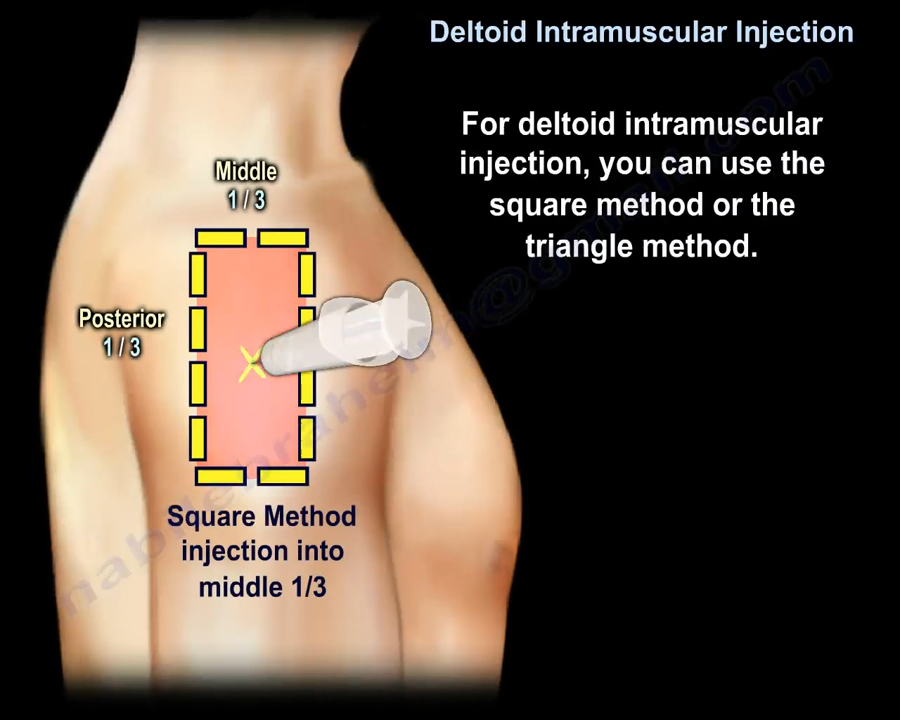 Deltoid Intramuscular Injection
For deltoid intramuscular
injection, you can use the
square method or the
triangle method.
Middle
1 / 3
Posterior
1 / 3
Square Method
injection into
middle 1/3